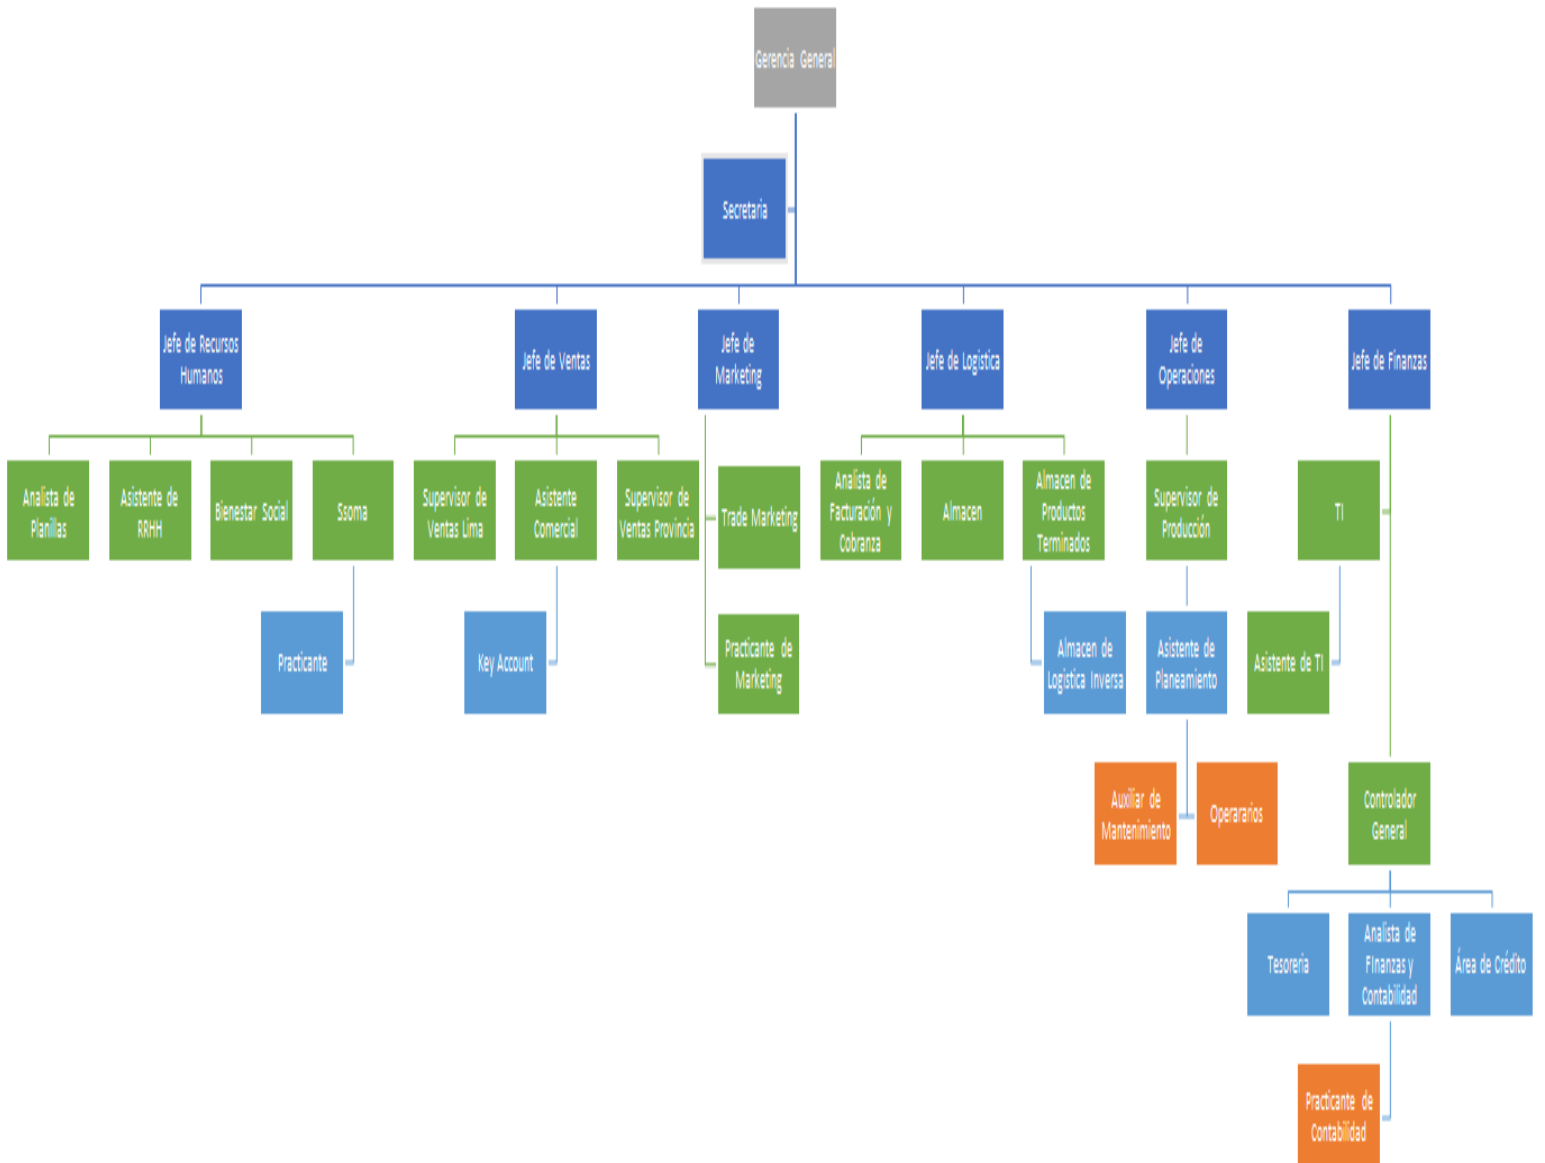 Gerencia General
Secretaria
Jefe de Recursos
Humanos
Jefe de Ventas
Jefe de
Marketing
Jefe de Logistica
Jefe de
Operaciones
Jefe de Finanzas
Analista de
Planillas
Asistente de
RRHH
Bienestar Social
Ssoma
Supervisor de
Ventas Lima
Asistente
Comercial
Supervisor de
Ventas Provincia
Trade Marketing
Analista de
Facturación y
Cobranza
Almacen
Almacen de
Productos
Terminados
Supervisor de
Producción
TI
Practicante
Key Account
Practicante de
Marketing
Almacen de
Logistica Inversa
Asistente de
Planeamiento
Asistente de TI
Auxiliar de
Mantenimiento
Operararios
Controlador
General
Tesoreria
Analista de
FInanzas y
Contabilidad
Área de Crédito
Practicante de
Contabilidad